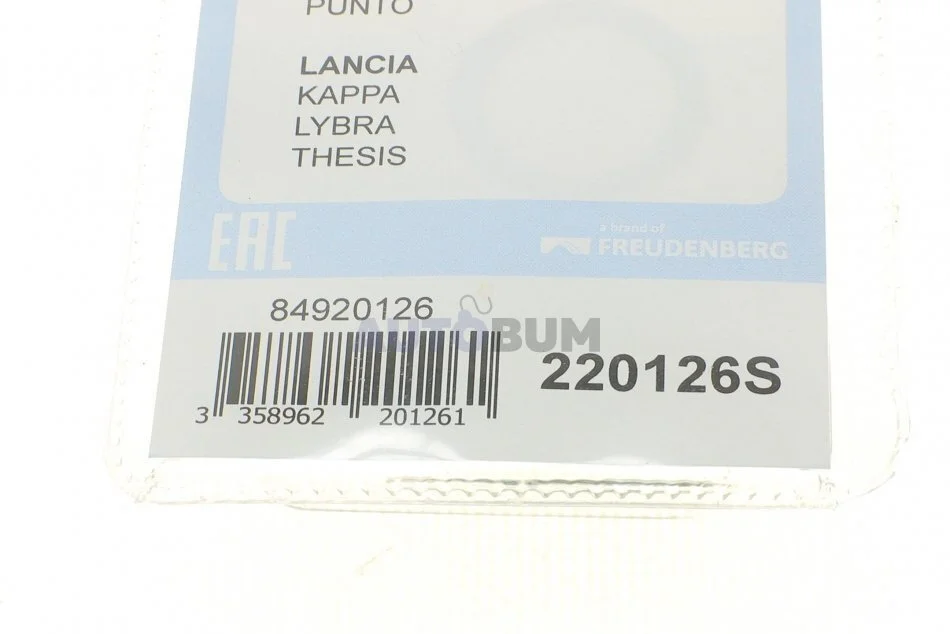 PUNTO
LANCIA
KAPPA
LYBRA
THESIS
EAC
a brand of
FREUDENBERG
84920126
AUTOBUM
220126S
3 358962 201261